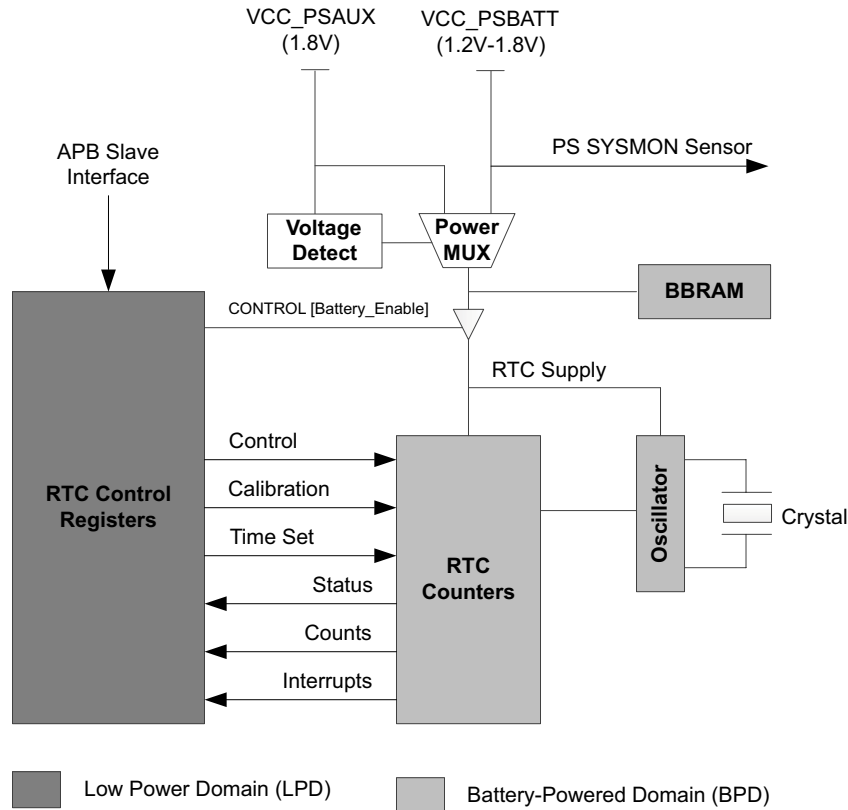 VCC_PSAUX
(1.8V)
VCC_PSBATT
(1.2V-1.8V)
APB Slave
Interface
PS SYSMON Sensor
Voltage
Detect
Power
MUX
BBRAM
CONTROL [Battery_Enable]
RTC Supply
Control
Calibration
Time Set
Status
Counts
Interrupts
RTC Control
Registers
RTC
Counters
Oscillator
Crystal
Low Power Domain (LPD)
Battery-Powered Domain (BPD)